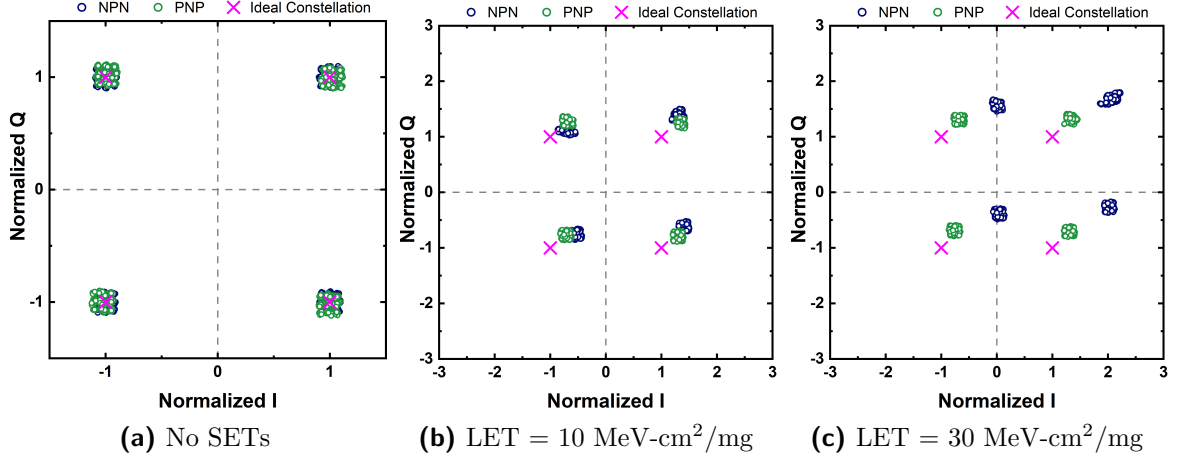 NPN PNP Ideal Constellation
1
0
-1
Normalized Q
-1 0 1
Normalized I
(a) No SETs
NPN PNP Ideal Constellation
3
2
1
0
-1
-2
-3
Normalized Q
-3 -2 -1 0 1 2 3
Normalized I
(b) LET = 10 MeV-cm²/mg
NPN PNP Ideal Constellation
3
2
1
0
-1
-2
-3
Normalized Q
-3 -2 -1 0 1 2 3
Normalized I
(c) LET = 30 MeV-cm²/mg